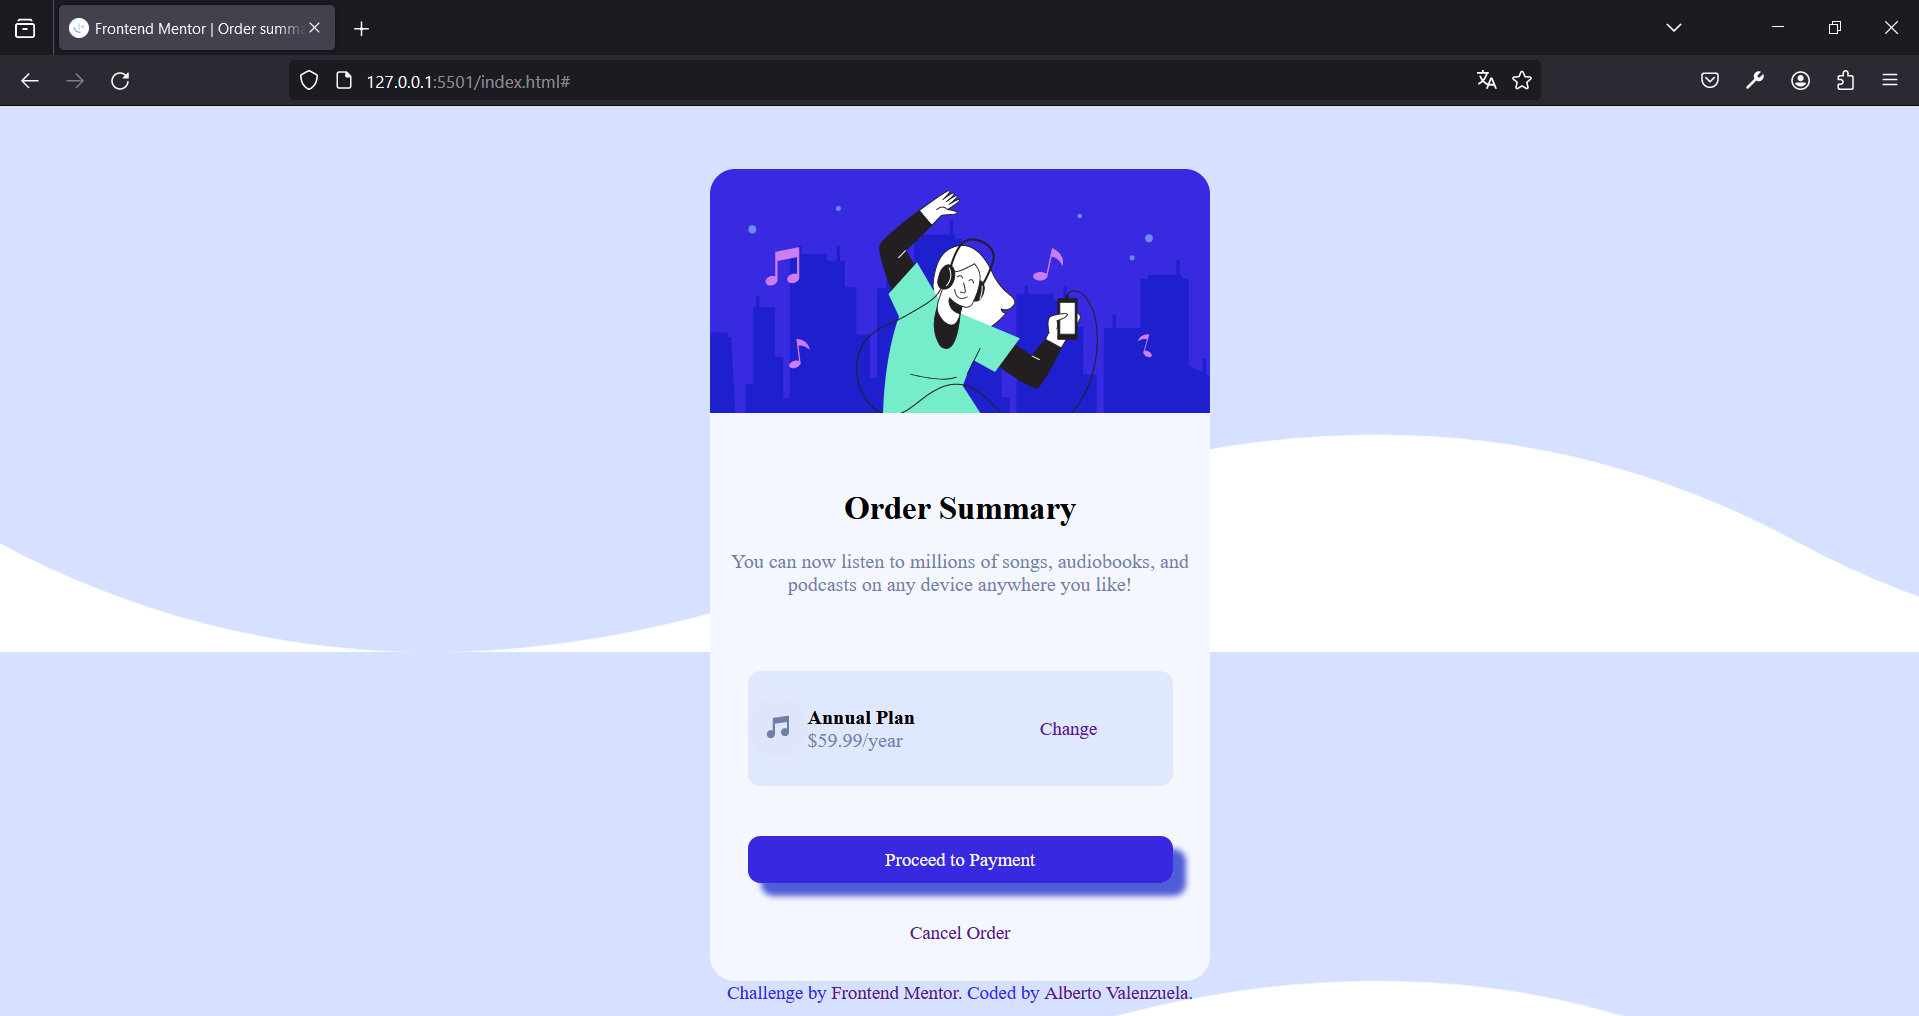 Frontend Mentor | Order summ
127.0.0.1:5501/index.html#
Order Summary
You can now listen to millions of songs, audiobooks, and
podcasts on any device anywhere you like!
Annual Plan
$59.99/year
Change
Proceed to Payment
Cancel Order
Challenge by Frontend Mentor. Coded by Alberto Valenzuela.